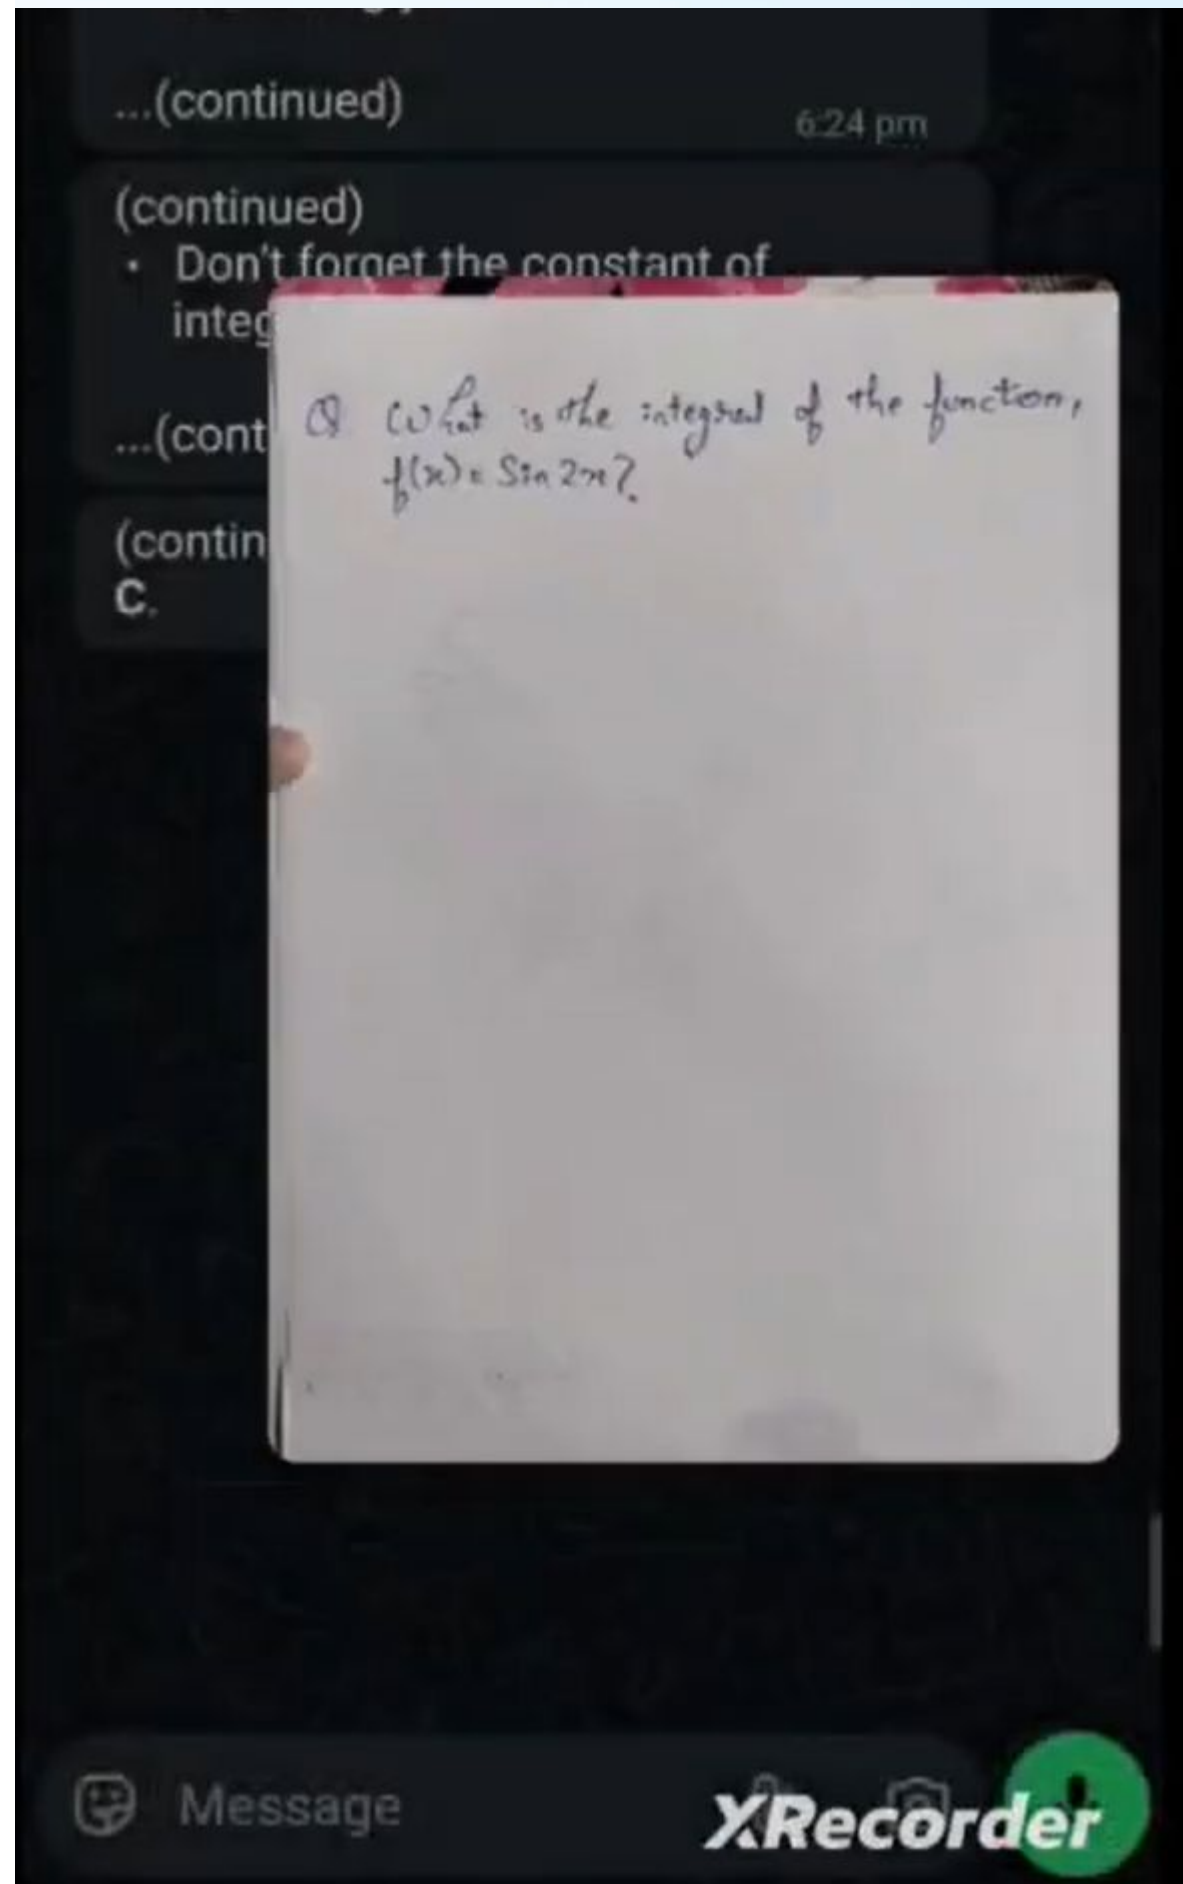 ...(continued)
6:24 pm
(continued)
• Don't forget the constant of
integ
...(cont
Q What is the integral of the function,
f(x) = Sin 2x?
(contin
C.
Message
XRecorder